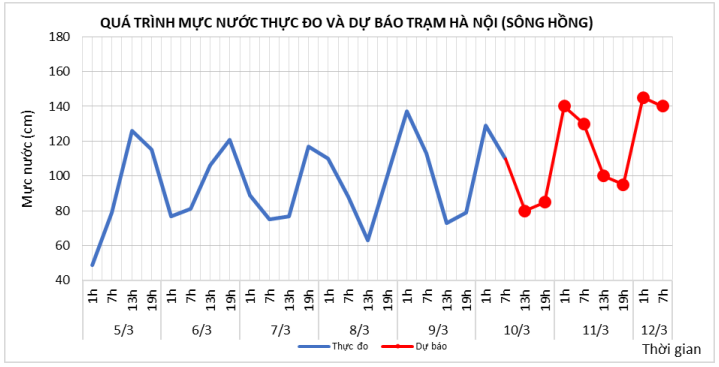 QUÁ TRÌNH MỰC NƯỚC THỰC ĐO VÀ DỰ BÁO TRẠM HÀ NỘI (SÔNG HỒNG)
Mực nước (cm)
180
160
140
120
100
80
60
40
1h 7h 13h 19h 1h 7h 13h 19h 1h 7h 13h 19h 1h 7h 13h 19h 1h 7h 13h 19h 1h 7h 13h 19h 1h 7h 13h 19h 1h 7h
5/3 6/3 7/3 8/3 9/3 10/3 11/3 12/3
Thực đo Dự báo Thời gian